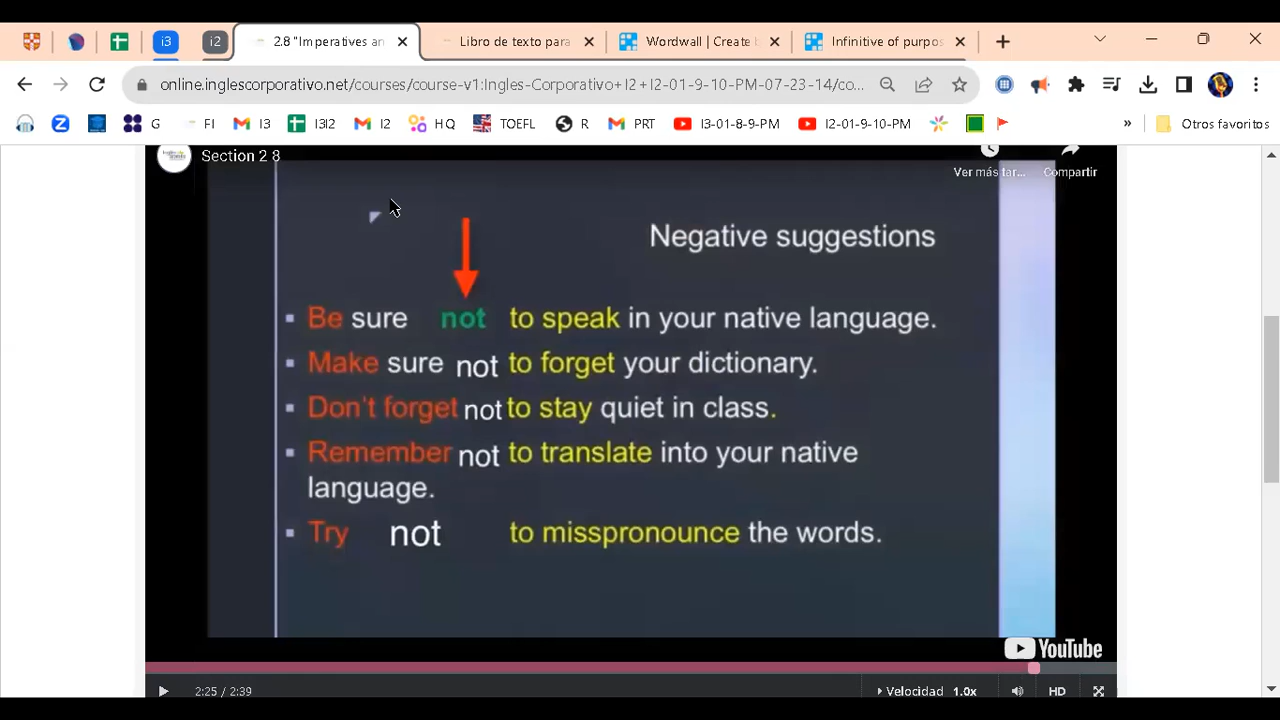 i3
i2
2.8 "Imperatives an
Libro de texto para
Wordwall | Create b
Infinitive of purpos
online.inglescorporativo.net/courses/course-v1:Ingles-Corporativo+I2+I2-01-9-10-PM-07-23-14/co...
G
FI
I3
I3I2
I2
HQ
TOEFL
R
PRT
I3-01-8-9-PM
I2-01-9-10-PM
»
Otros favoritos
Section 2 8
Ver más tar...
Compartir
Negative suggestions
Be sure not to speak in your native language.
Make sure not to forget your dictionary.
Don't forget not to stay quiet in class.
Remember not to translate into your native
language.
Try not to misspronounce the words.
YouTube
2:25 / 2:39
Velocidad 1.0x
HD